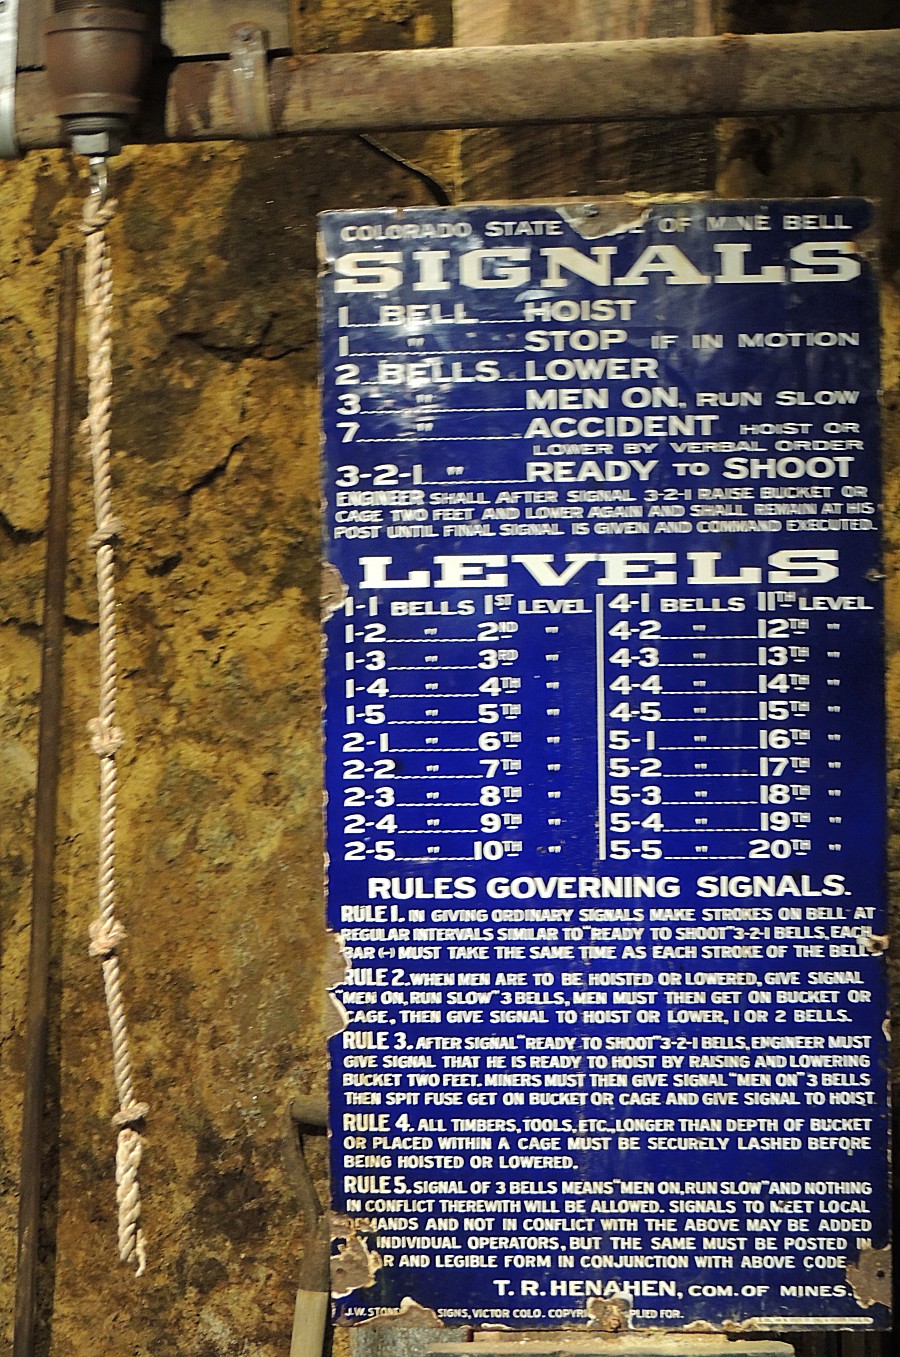 COLORADO STATE OF MINE BELL
SIGNALS
1 BELL HOIST
1 " STOP IF IN MOTION
2 BELLS LOWER
3 " MEN ON, RUN SLOW
7 " ACCIDENT HOIST OR
LOWER BY VERBAL ORDER
3-2-1 " READY TO SHOOT
ENGINEER SHALL AFTER SIGNAL 3-2-1 RAISE BUCKET OR
CAGE TWO FEET AND LOWER AGAIN AND SHALL REMAIN AT HIS
POST UNTIL FINAL SIGNAL IS GIVEN AND COMMAND EXECUTED.
LEVELS
1-1 BELLS 1ST LEVEL
1-2 " 2ND "
1-3 " 3RD "
1-4 " 4TH "
1-5 " 5TH "
2-1 " 6TH "
2-2 " 7TH "
2-3 " 8TH "
2-4 " 9TH "
2-5 " 10TH "
4-1 BELLS 11TH LEVEL
4-2 " 12TH "
4-3 " 13TH "
4-4 " 14TH "
4-5 " 15TH "
5-1 " 16TH "
5-2 " 17TH "
5-3 " 18TH "
5-4 " 19TH "
5-5 " 20TH "
RULES GOVERNING SIGNALS.
RULE 1. IN GIVING ORDINARY SIGNALS MAKE STROKES ON BELL AT
REGULAR INTERVALS SIMILAR TO "READY TO SHOOT" 3-2-1 BELLS, EACH
BAR (-) MUST TAKE THE SAME TIME AS EACH STROKE OF THE BELL.
RULE 2. WHEN MEN ARE TO BE HOISTED OR LOWERED, GIVE SIGNAL
"MEN ON, RUN SLOW" 3 BELLS, MEN MUST THEN GET ON BUCKET OR
CAGE, THEN GIVE SIGNAL TO HOIST OR LOWER, 1 OR 2 BELLS.
RULE 3. AFTER SIGNAL "READY TO SHOOT" 3-2-1 BELLS, ENGINEER MUST
GIVE SIGNAL THAT HE IS READY TO HOIST BY RAISING AND LOWERING
BUCKET TWO FEET. MINERS MUST THEN GIVE SIGNAL "MEN ON" 3 BELLS
THEN SPIT FUSE GET ON BUCKET OR CAGE AND GIVE SIGNAL TO HOIST.
RULE 4. ALL TIMBERS, TOOLS, ETC., LONGER THAN DEPTH OF BUCKET
OR PLACED WITHIN A CAGE MUST BE SECURELY LASHED BEFORE
BEING HOISTED OR LOWERED.
RULE 5. SIGNAL OF 3 BELLS MEANS "MEN ON, RUN SLOW" AND NOTHING
IN CONFLICT THEREWITH WILL BE ALLOWED. SIGNALS TO MEET LOCAL
DEMANDS AND NOT IN CONFLICT WITH THE ABOVE MAY BE ADDED
INDIVIDUAL OPERATORS, BUT THE SAME MUST BE POSTED IN
AND LEGIBLE FORM IN CONJUNCTION WITH ABOVE CODE.
T. R. HENAHEN, COM. OF MINES.
J.W. SIGNS, VICTOR COLO.